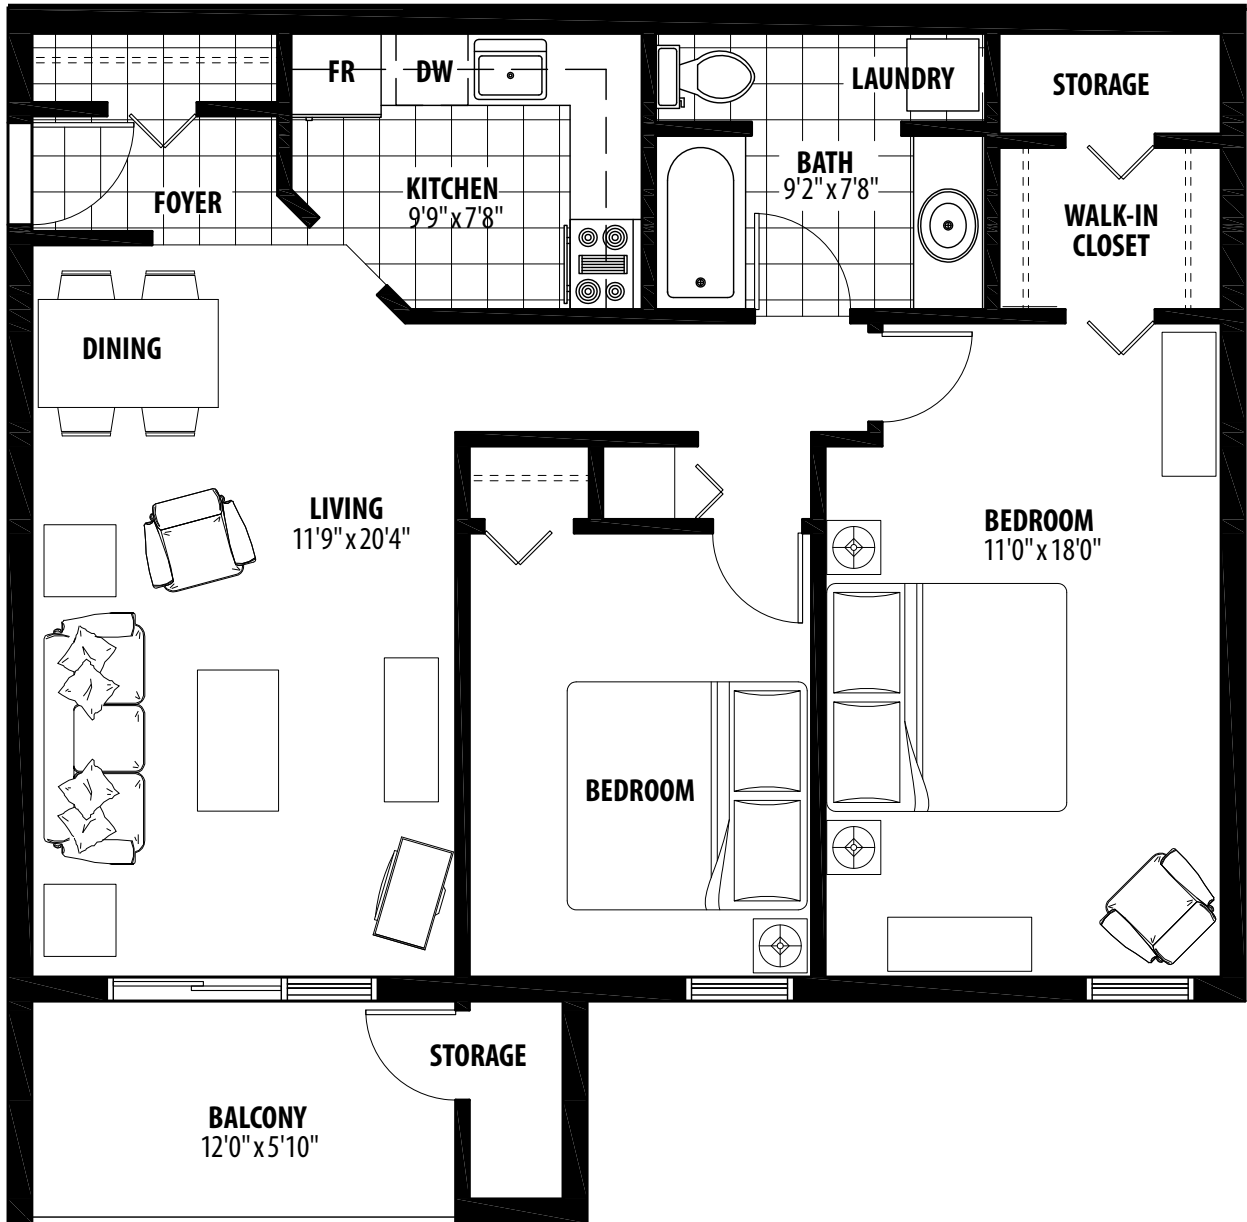 FR
DW
LAUNDRY
STORAGE
FOYER
KITCHEN
9'9" x 7'8"
BATH
9'2" x 7'8"
WALK-IN
CLOSET
DINING
LIVING
11'9" x 20'4"
BEDROOM
11'0" x 18'0"
BEDROOM
STORAGE
BALCONY
12'0" x 5'10"